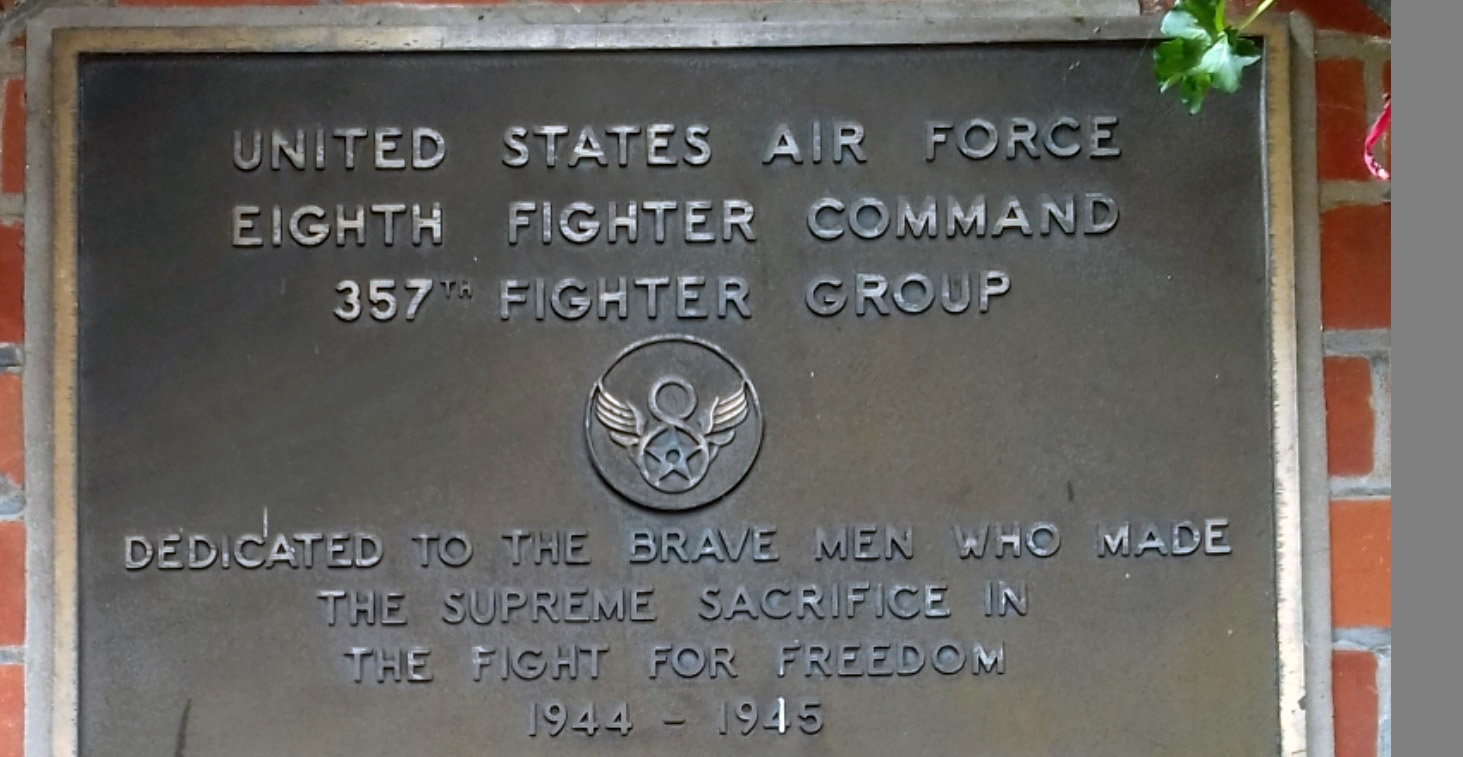 UNITED STATES AIR FORCE
EIGHTH FIGHTER COMMAND
357TH FIGHTER GROUP
8
DEDICATED TO THE BRAVE MEN WHO MADE
THE SUPREME SACRIFICE IN
THE FIGHT FOR FREEDOM
1944 - 1945